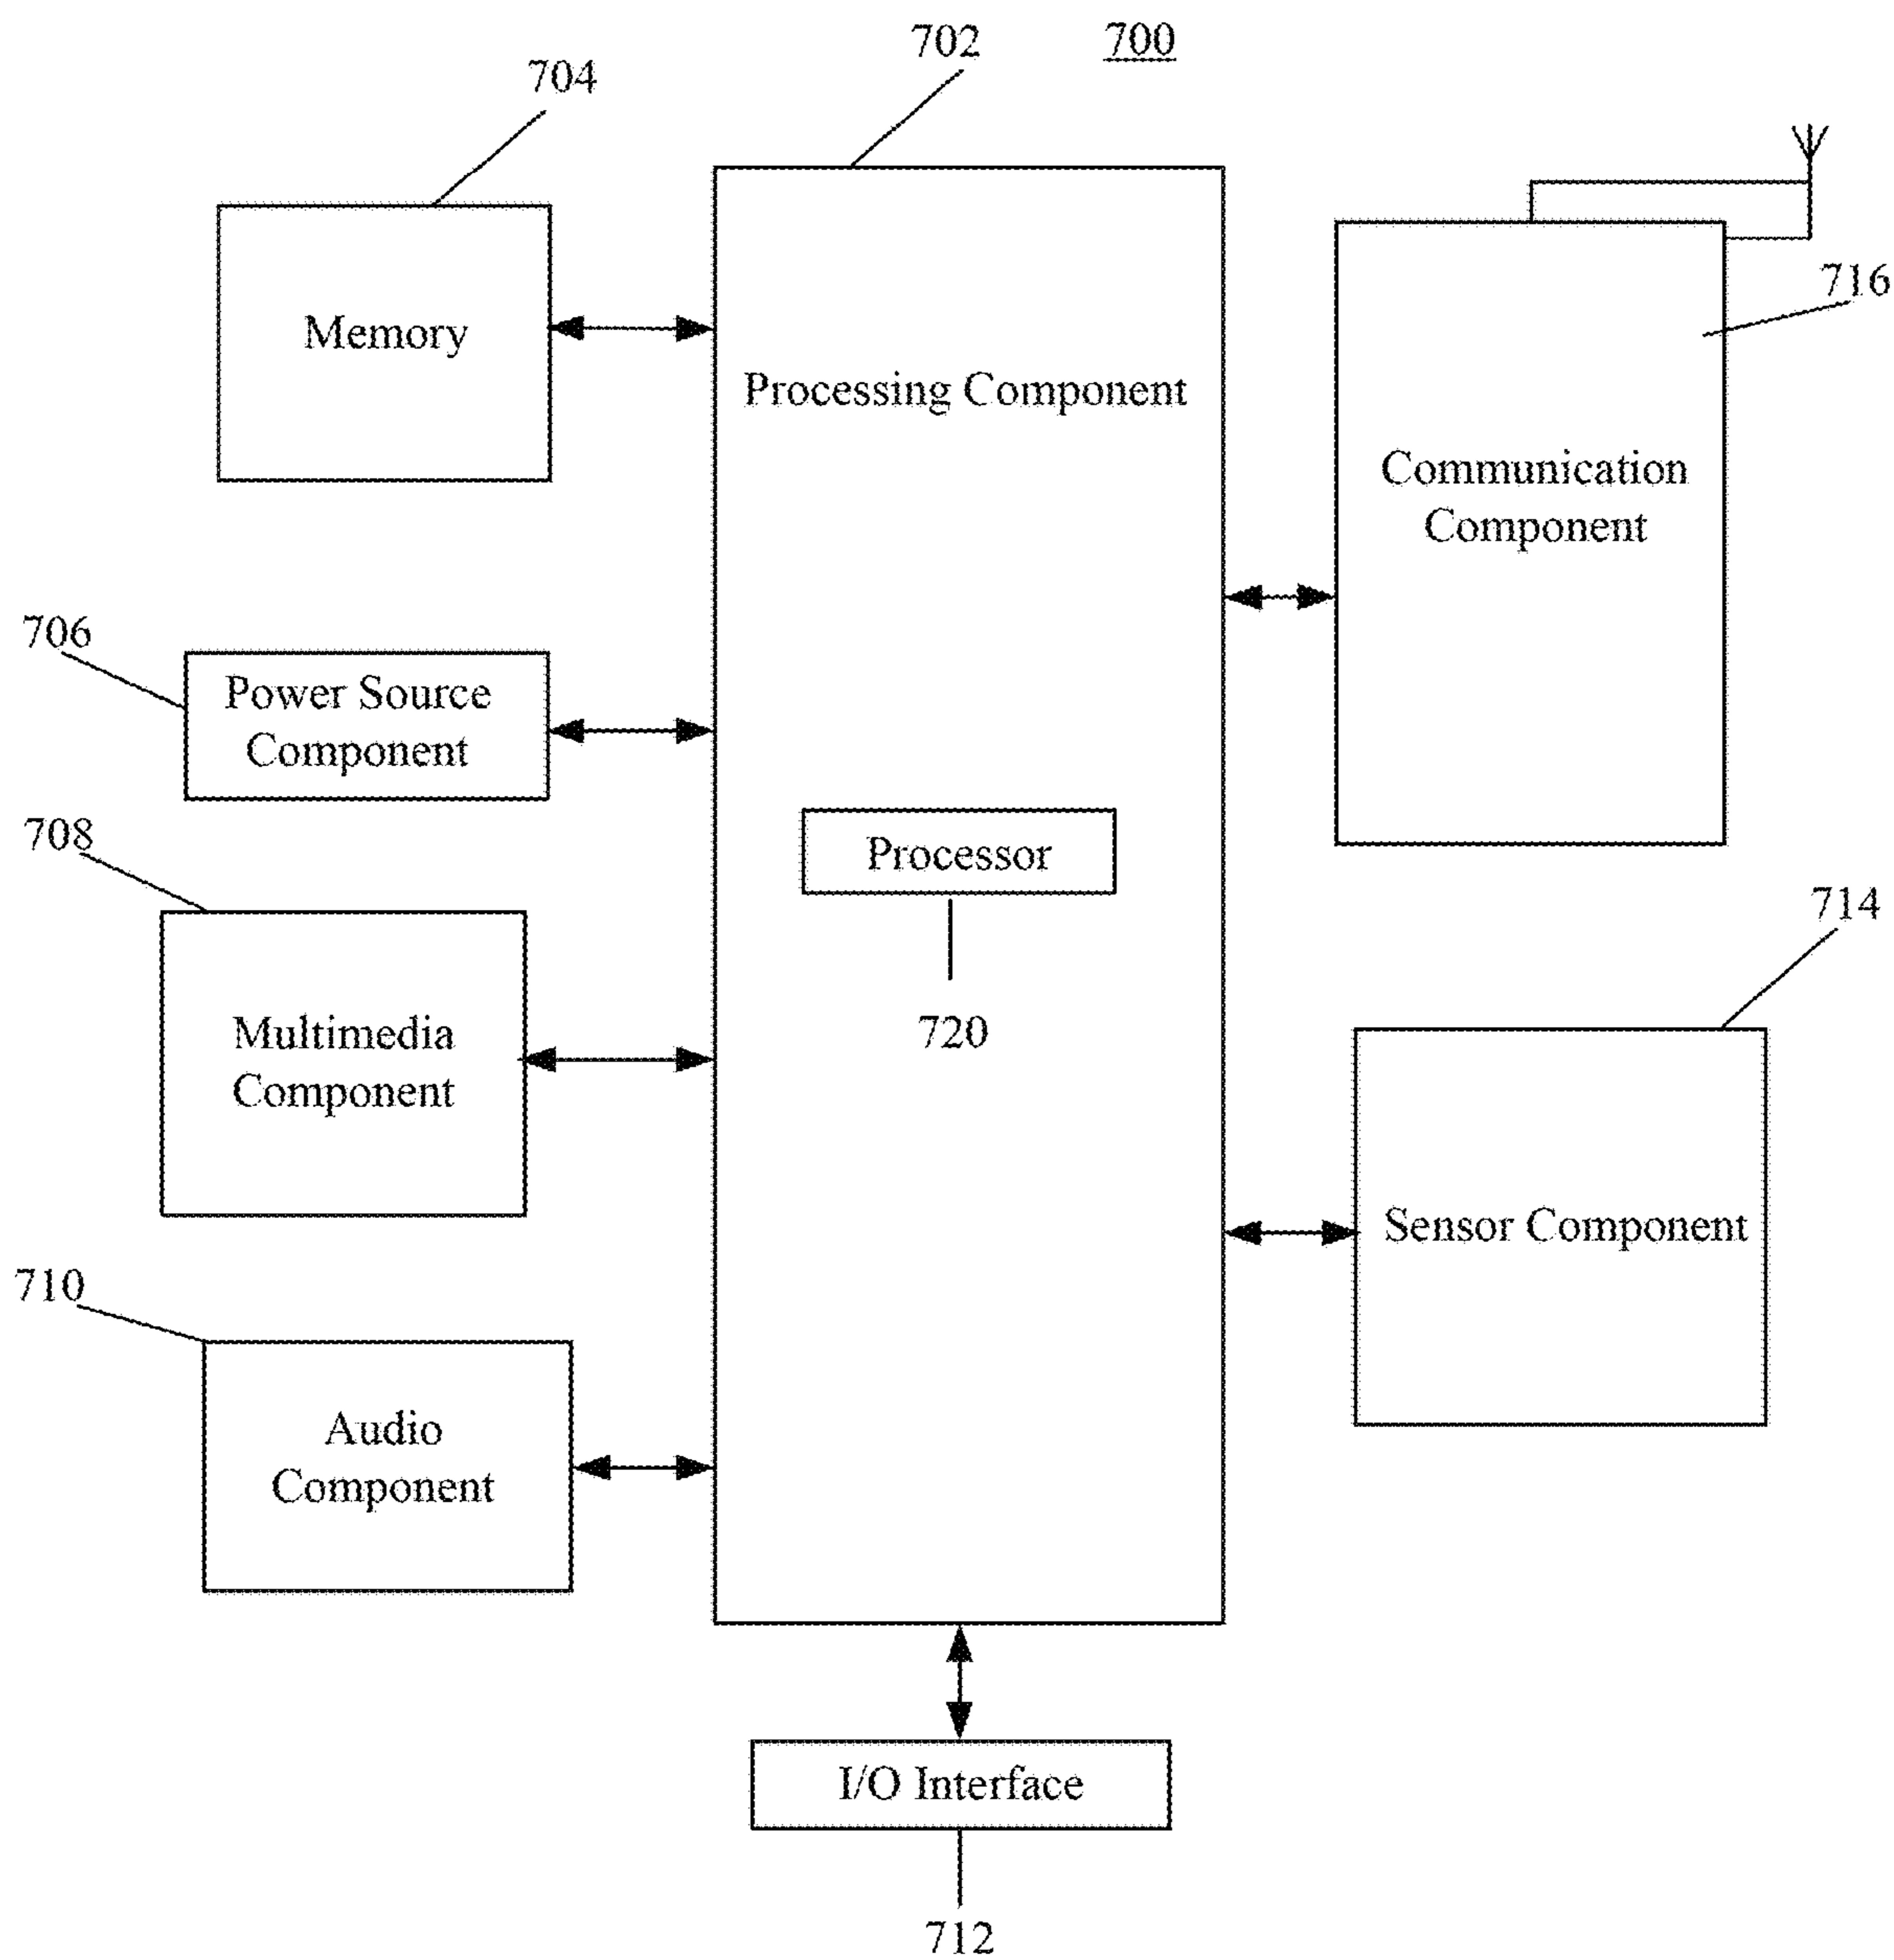 702
700
704
Memory
Processing Component
716
Communication
Component
706
Power Source
Component
708
Processor
714
Multimedia
Component
720
Sensor Component
710
Audio
Component
I/O Interface
712